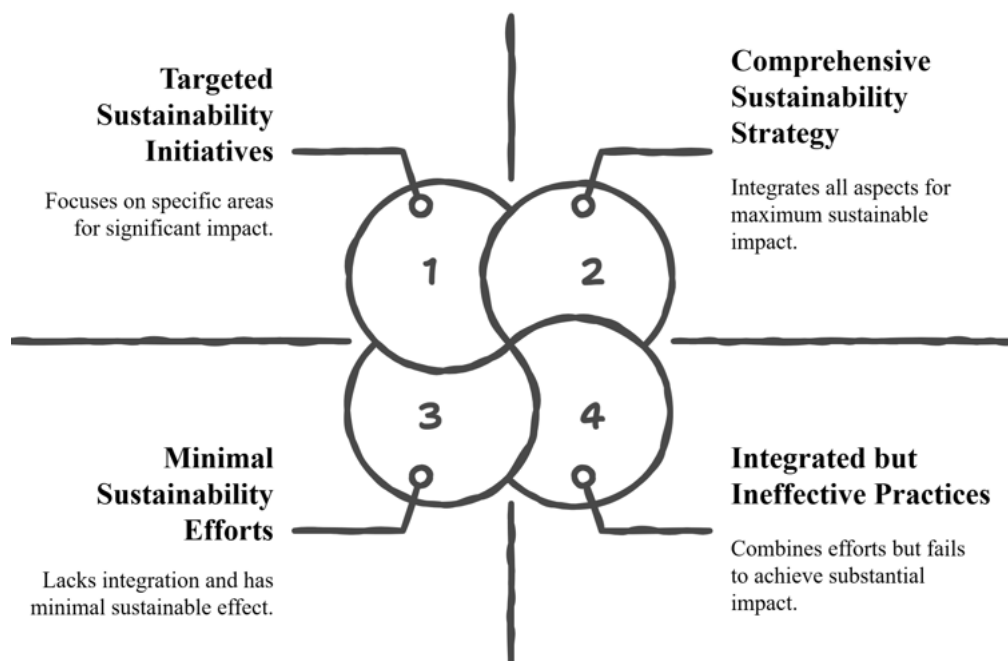 Targeted
Sustainability
Initiatives
Focuses on specific areas
for significant impact.
1
Comprehensive
Sustainability
Strategy
Integrates all aspects for
maximum sustainable
impact.
2
Minimal
Sustainability
Efforts
Lacks integration and has
minimal sustainable effect.
3
Integrated but
Ineffective Practices
Combines efforts but fails
to achieve substantial
impact.
4